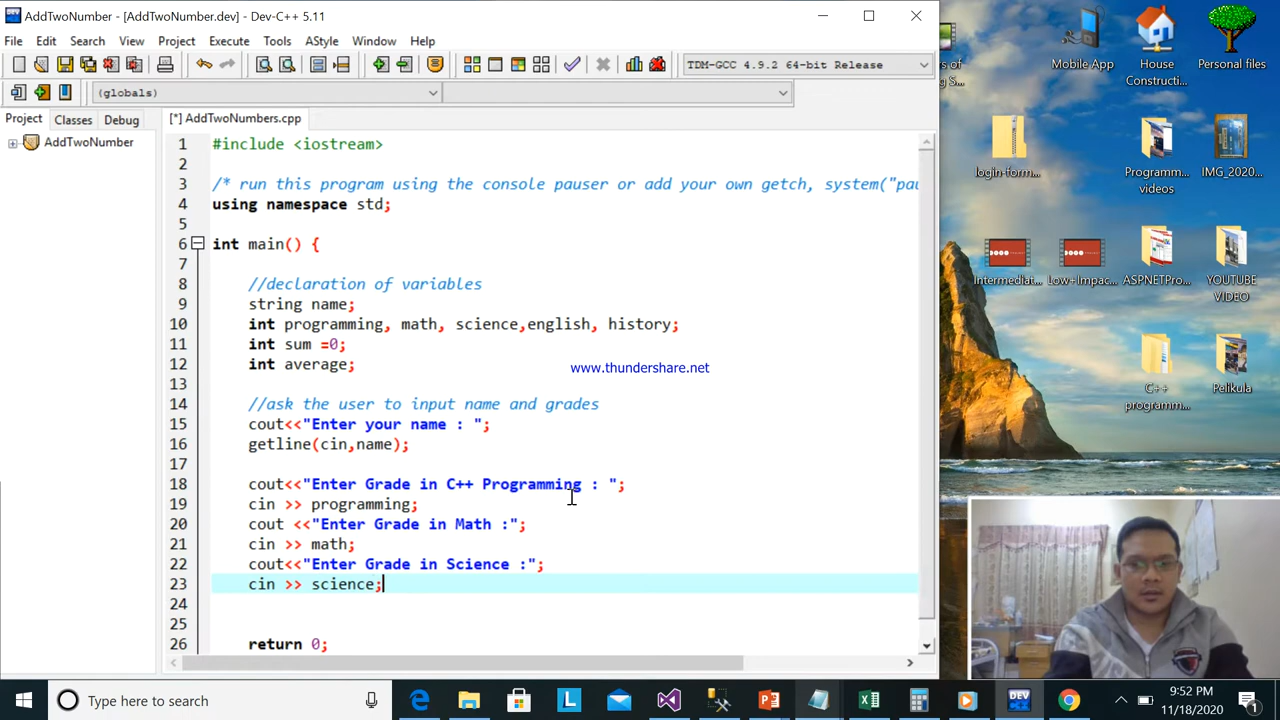 AddTwoNumber - [AddTwoNumber.dev] - Dev-C++ 5.11
File Edit Search View Project Execute Tools AStyle Window Help
TDM-GCC 4.9.2 64-bit Release
(globals)
Project Classes Debug
[*] AddTwoNumbers.cpp
AddTwoNumber
1 #include <iostream>
2
3 /* run this program using the console pauser or add your own getch, system("pau
4 using namespace std;
5
6 int main() {
7
8 //declaration of variables
9 string name;
10 int programming, math, science,english, history;
11 int sum =0;
12 int average;
13
14 //ask the user to input name and grades
15 cout<<"Enter your name : ";
16 getline(cin,name);
17
18 cout<<"Enter Grade in C++ Programming : ";
19 cin >> programming;
20 cout <<"Enter Grade in Math :";
21 cin >> math;
22 cout<<"Enter Grade in Science :";
23 cin >> science;
24
25
26 return 0;
www.thundershare.net
rs of
g S...
Mobile App
House
Constructi...
Personal files
login-form...
Programm...
videos
IMG_2020...
Intermediat...
Low+Impac...
ASPNETPro...
YOUTUBE
VIDEO
C++
programm...
Pelikula
Type here to search
9:52 PM
11/18/2020